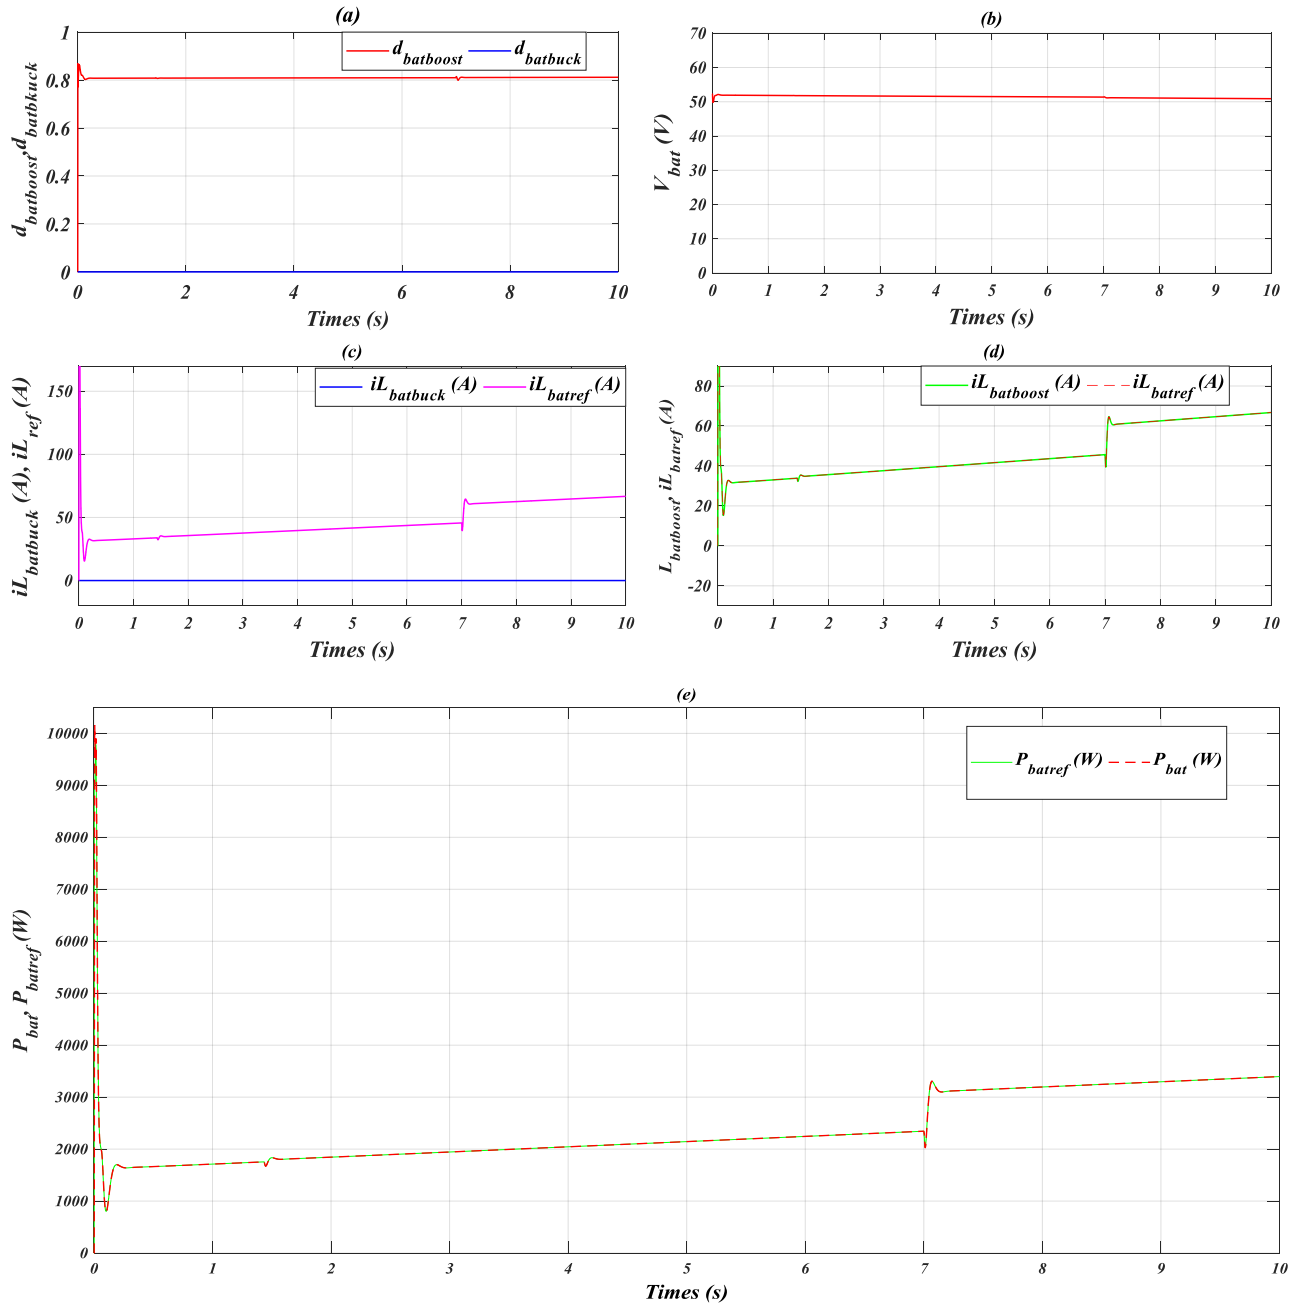 (a)
d_batboost d_batbuck
d_batboost, d_batbkuck
1
0.8
0.6
0.4
0.2
0
0 2 4 6 8 10
Times (s)
(b)
V_bat (V)
70
60
50
40
30
20
10
0
0 1 2 3 4 5 6 7 8 9 10
Times (s)
(c)
iL_batbuck (A) iL_batref (A)
iL_batbuck (A), iL_ref (A)
150
100
50
0
0 1 2 3 4 5 6 7 8 9 10
Times (s)
(d)
iL_batboost (A) iL_batref (A)
L_batboost, iL_batref (A)
80
60
40
20
0
-20
0 1 2 3 4 5 6 7 8 9 10
Times (s)
(e)
P_batref (W) P_bat (W)
P_bat, P_batref (W)
10000
9000
8000
7000
6000
5000
4000
3000
2000
1000
0
0 1 2 3 4 5 6 7 8 9 10
Times (s)